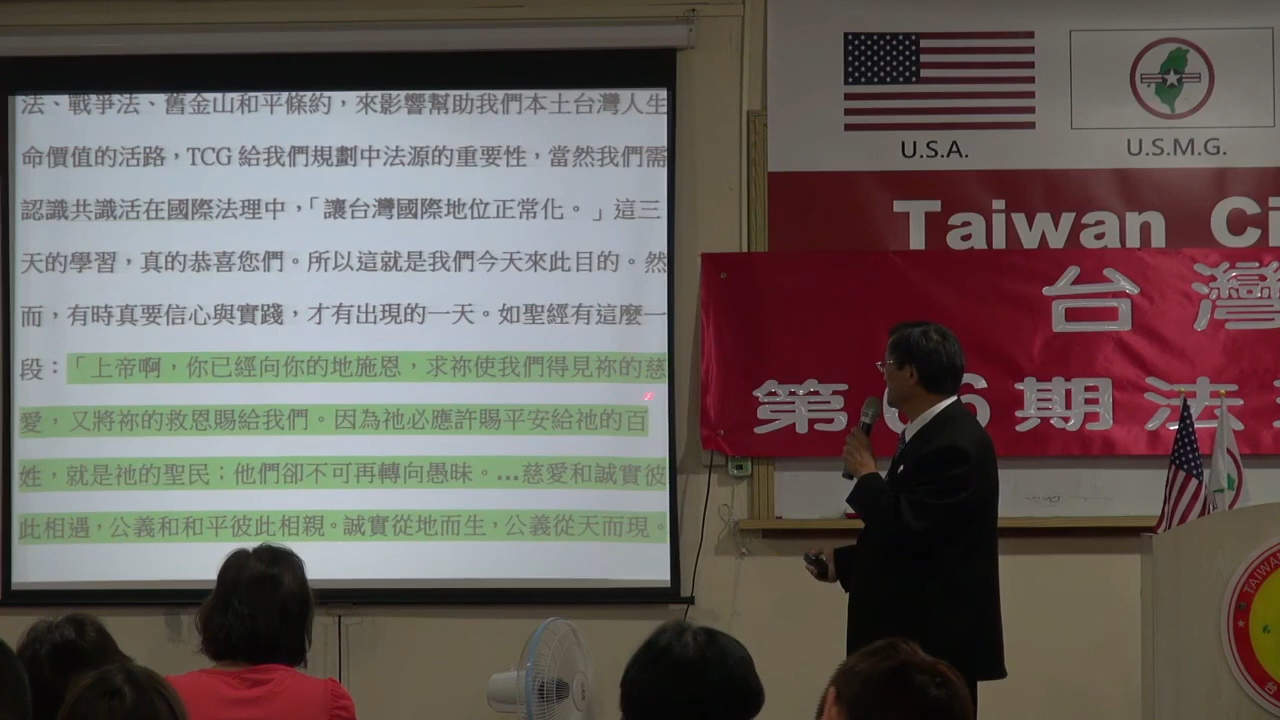 法、戰爭法、舊金山和平條約，來影響幫助我們本土台灣人生
命價值的活路，TCG 給我們規劃中法源的重要性，當然我們需
認識共識活在國際法理中，「讓台灣國際地位正常化。」這三
天的學習，真的恭喜您們。所以這就是我們今天來此目的。然
而，有時真要信心與實踐，才有出現的一天。如聖經有這麼一
段：「上帝啊，你已經向你的地施恩，求祢使我們得見祢的慈
愛，又將祢的救恩賜給我們。因為祂必應許賜平安給祂的百
姓，就是祂的聖民；他們卻不可再轉向愚昧。…慈愛和誠實彼
此相遇，公義和和平彼此相親。誠實從地而生，公義從天而現。
U.S.A.
U.S.M.G.
Taiwan Ci
台灣
第 6期法
TAIWAN